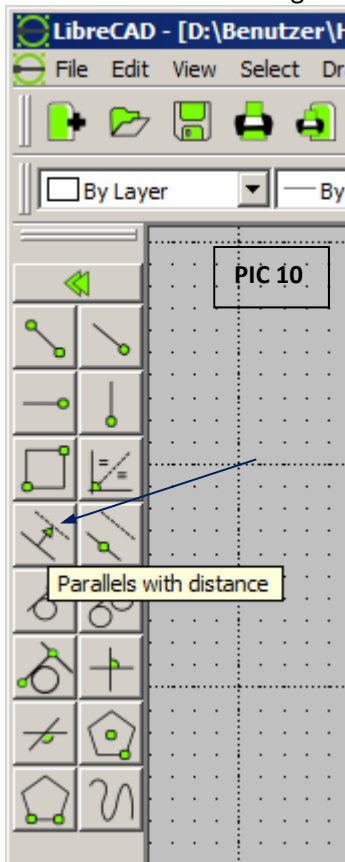 LibreCAD - [D:\Benutzer\H
File Edit View Select Dr
By Layer By
PIC 10
Parallels with distance